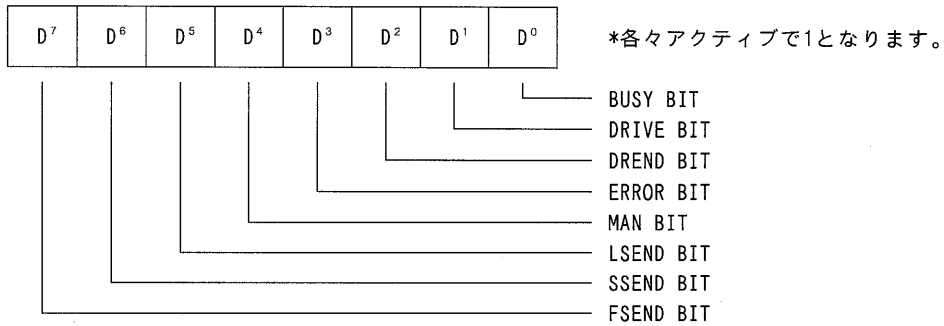 D⁷ D⁶ D⁵ D⁴ D³ D² D¹ D⁰ *各々アクティブで1となります。
BUSY BIT
DRIVE BIT
DREND BIT
ERROR BIT
MAN BIT
LSEND BIT
SSEND BIT
FSEND BIT